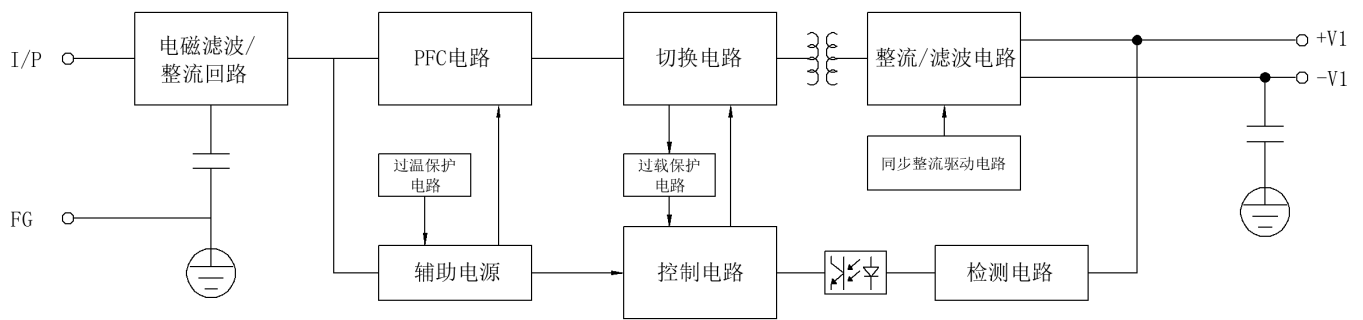 I/P
电磁滤波/
整流回路
PFC电路
切换电路
整流/滤波电路
+V1
-V1
过温保护
电路
过载保护
电路
同步整流驱动电路
FG
辅助电源
控制电路
检测电路